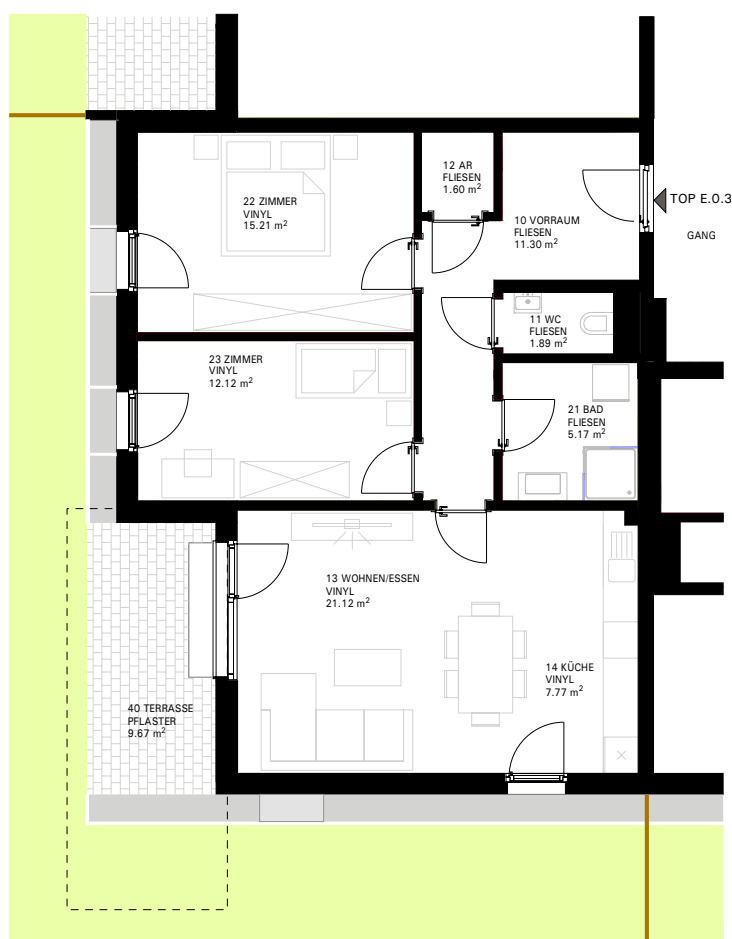 12 AR
FLIESEN
1.60 m²
22 ZIMMER
VINYL
15.21 m²
10 VORRAUM
FLIESEN
11.30 m²
TOP E.0.3
GANG
11 WC
FLIESEN
1.89 m²
23 ZIMMER
VINYL
12.12 m²
21 BAD
FLIESEN
5.17 m²
13 WOHNEN/ESSEN
VINYL
21.12 m²
14 KÜCHE
VINYL
7.77 m²
40 TERRASSE
PFLASTER
9.67 m²